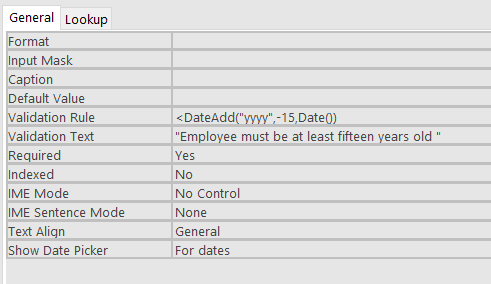 General Lookup
Format
Input Mask
Caption
Default Value
Validation Rule <DateAdd("yyyy",-15,Date())
Validation Text "Employee must be at least fifteen years old "
Required Yes
Indexed No
IME Mode No Control
IME Sentence Mode None
Text Align General
Show Date Picker For dates